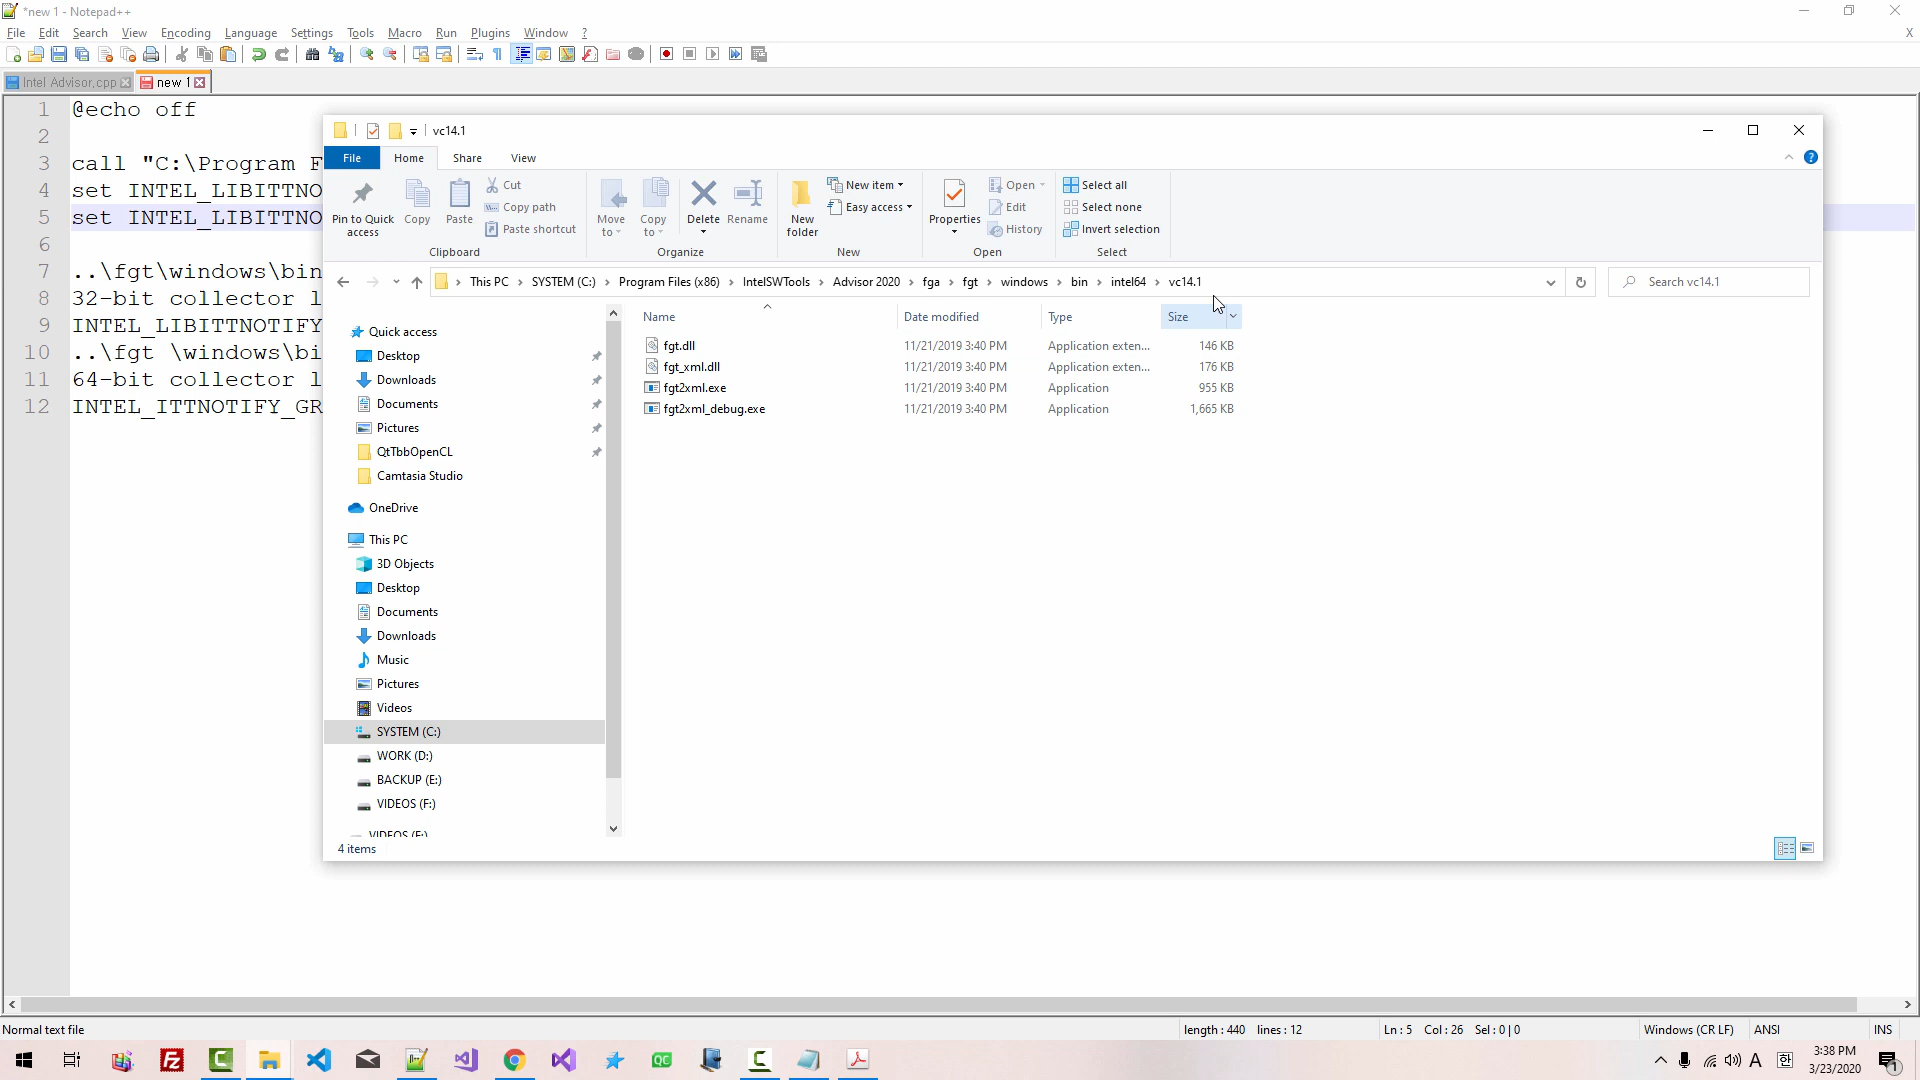 *new 1 - Notepad++
File Edit Search View Encoding Language Settings Tools Macro Run Plugins Window ? X
Intel Advisor.cpp new 1
1 @echo off
2
3 call "C:\Program F
4 set INTEL_LIBITTNO
5 set INTEL_LIBITTNO
6
7 ..\fgt\windows\bin
8 32-bit collector l
9 INTEL_LIBITTNOTIFY
10 ..\fgt \windows\bi
11 64-bit collector l
12 INTEL_ITTNOTIFY_GR
vc14.1
File Home Share View
Pin to Quick access
Copy
Paste
Cut
Copy path
Paste shortcut
Clipboard
Move to
Copy to
Delete
Rename
Organize
New folder
New item
Easy access
New
Properties
Open
Edit
History
Open
Select all
Select none
Invert selection
Select
This PC > SYSTEM (C:) > Program Files (x86) > IntelSWTools > Advisor 2020 > fga > fgt > windows > bin > intel64 > vc14.1
Search vc14.1
Quick access
Desktop
Downloads
Documents
Pictures
QtTbbOpenCL
Camtasia Studio
OneDrive
This PC
3D Objects
Desktop
Documents
Downloads
Music
Pictures
Videos
SYSTEM (C:)
WORK (D:)
BACKUP (E:)
VIDEOS (F:)
VIDEOS (F:)
Name Date modified Type Size
fgt.dll 11/21/2019 3:40 PM Application exten... 146 KB
fgt_xml.dll 11/21/2019 3:40 PM Application exten... 176 KB
fgt2xml.exe 11/21/2019 3:40 PM Application 955 KB
fgt2xml_debug.exe 11/21/2019 3:40 PM Application 1,665 KB
4 items
Normal text file length : 440 lines : 12 Ln : 5 Col : 26 Sel : 0 | 0 Windows (CR LF) ANSI INS
A 한 3:38 PM
3/23/2020 1